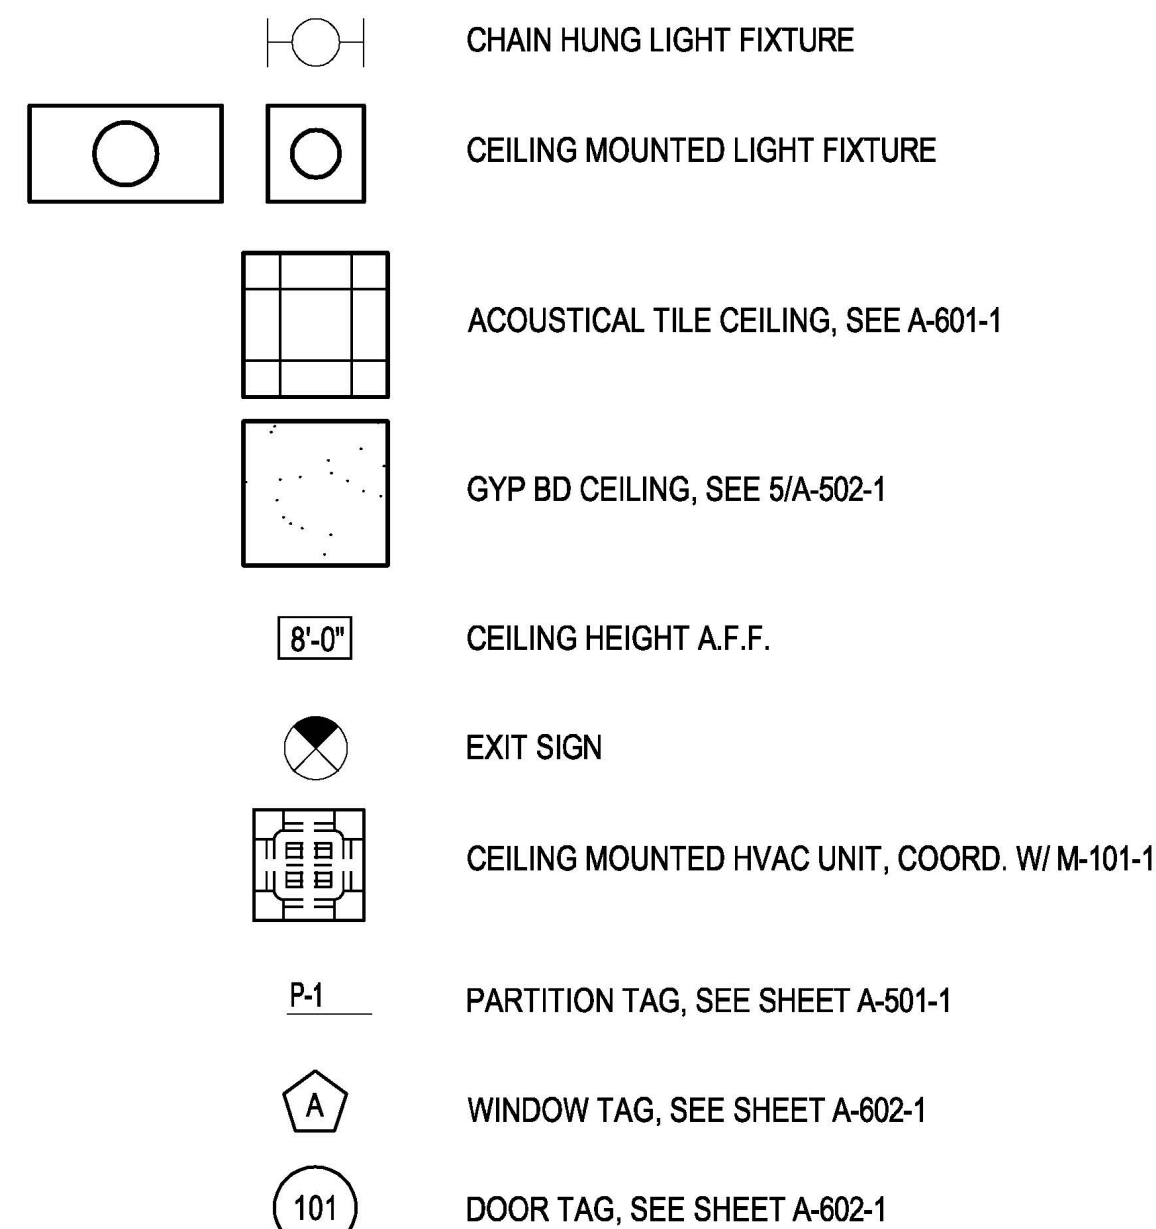 CHAIN HUNG LIGHT FIXTURE
CEILING MOUNTED LIGHT FIXTURE
ACOUSTICAL TILE CEILING, SEE A-601-1
GYP BD CEILING, SEE 5/A-502-1
8'-0" CEILING HEIGHT A.F.F.
EXIT SIGN
CEILING MOUNTED HVAC UNIT, COORD. W/ M-101-1
P-1 PARTITION TAG, SEE SHEET A-501-1
A WINDOW TAG, SEE SHEET A-602-1
101 DOOR TAG, SEE SHEET A-602-1